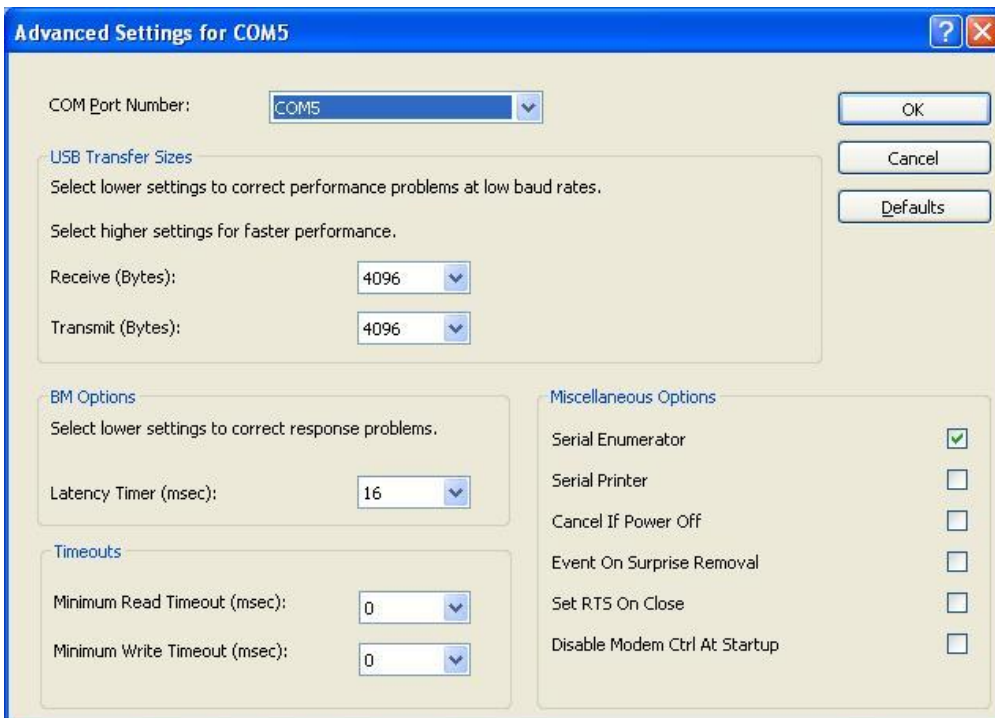 Advanced Settings for COM5
COM Port Number: COM5
OK
USB Transfer Sizes
Cancel
Select lower settings to correct performance problems at low baud rates.
Defaults
Select higher settings for faster performance.
Receive (Bytes): 4096
Transmit (Bytes): 4096
BM Options
Select lower settings to correct response problems.
Latency Timer (msec): 16
Timeouts
Minimum Read Timeout (msec): 0
Minimum Write Timeout (msec): 0
Miscellaneous Options
Serial Enumerator
Serial Printer
Cancel If Power Off
Event On Surprise Removal
Set RTS On Close
Disable Modem Ctrl At Startup